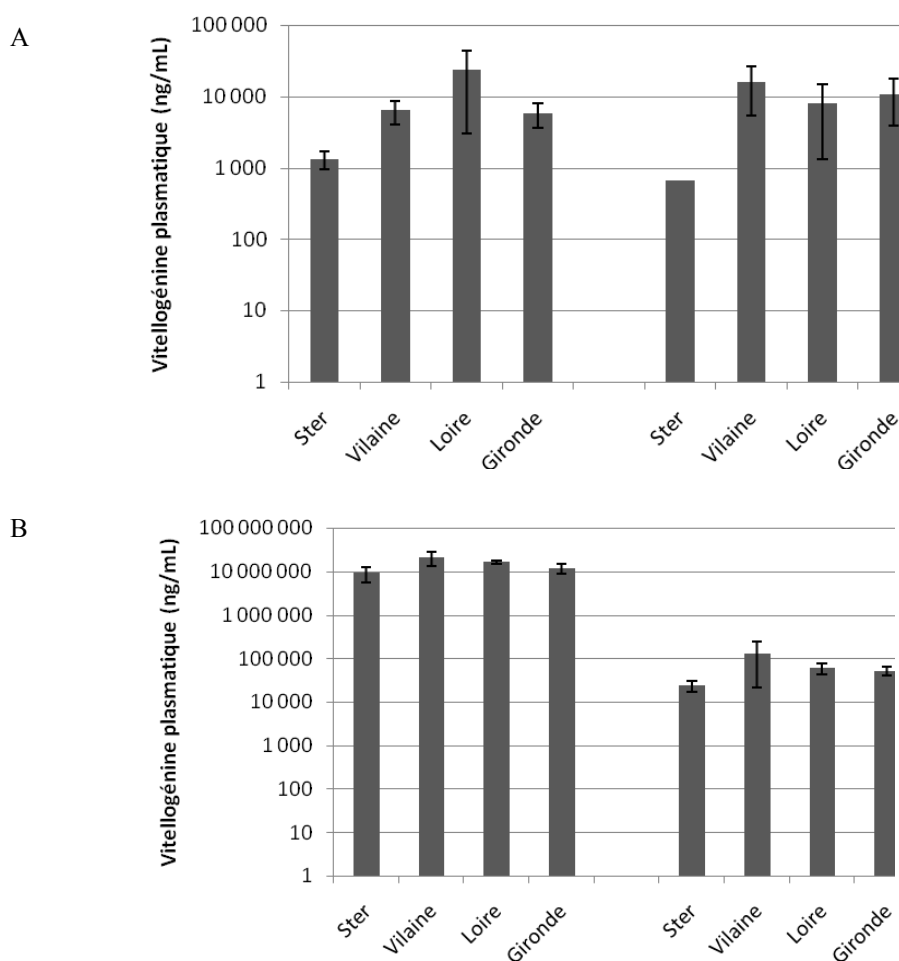 A
Vitellogénine plasmatique (ng/mL)
100 000
10 000
1 000
100
10
1
Ster
Vilaine
Loire
Gironde
Ster
Vilaine
Loire
Gironde
B
Vitellogénine plasmatique (ng/mL)
100 000 000
10 000 000
1 000 000
100 000
10 000
1 000
100
10
1
Ster
Vilaine
Loire
Gironde
Ster
Vilaine
Loire
Gironde